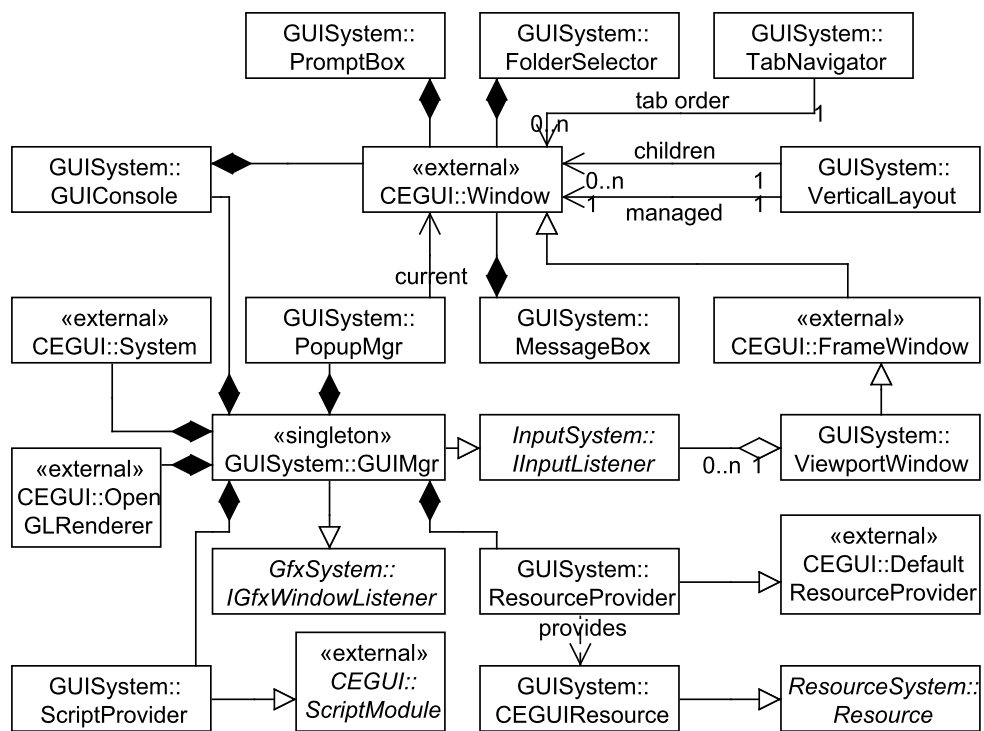 GUISystem::
PromptBox
GUISystem::
FolderSelector
GUISystem::
TabNavigator
tab order
1
0..n
GUISystem::
GUIConsole
«external»
CEGUI::Window
children
0..n
1
1
managed
1
GUISystem::
VerticalLayout
current
«external»
CEGUI::System
GUISystem::
PopupMgr
GUISystem::
MessageBox
«external»
CEGUI::FrameWindow
«singleton»
GUISystem::GUIMgr
InputSystem::
IInputListener
0..n
1
GUISystem::
ViewportWindow
«external»
CEGUI::Open
GLRenderer
GfxSystem::
IGfxWindowListener
GUISystem::
ResourceProvider
«external»
CEGUI::Default
ResourceProvider
provides
GUISystem::
ScriptProvider
«external»
CEGUI::
ScriptModule
GUISystem::
CEGUIResource
ResourceSystem::
Resource